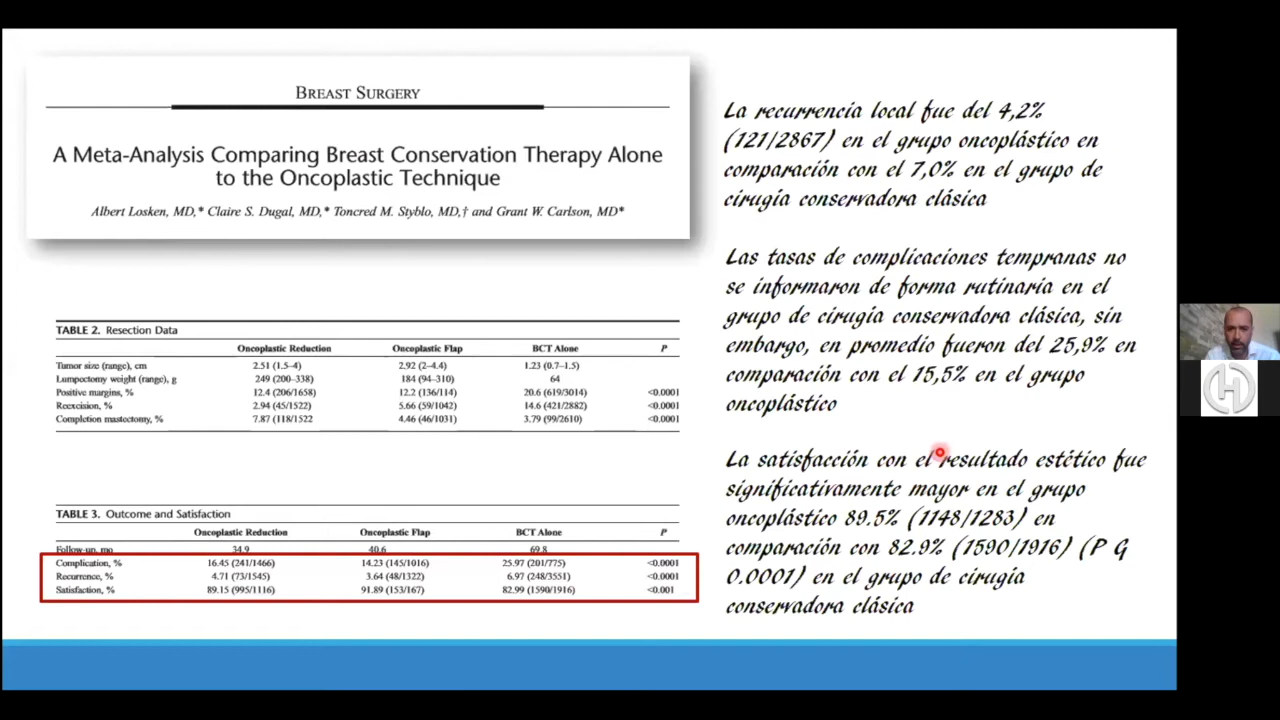 BREAST SURGERY
A Meta-Analysis Comparing Breast Conservation Therapy Alone
to the Oncoplastic Technique
Albert Losken, MD,* Claire S. Dugal, MD,* Toncred M. Styblo, MD,† and Grant W. Carlson, MD*
TABLE 2. Resection Data
Oncoplastic Reduction Oncoplastic Flap BCT Alone P
Tumor size (range), cm 2.51 (1.5–4) 2.92 (2–4.4) 1.23 (0.7–1.5)
Lumpectomy weight (range), g 249 (200–338) 184 (94–310) 64
Positive margins, % 12.4 (206/1658) 12.2 (136/114) 20.6 (619/3014) <0.0001
Reexcision, % 2.94 (45/1522) 5.66 (59/1042) 14.6 (421/2882) <0.0001
Completion mastectomy, % 7.87 (118/1522 4.46 (46/1031) 3.79 (99/2610) <0.0001
TABLE 3. Outcome and Satisfaction
Oncoplastic Reduction Oncoplastic Flap BCT Alone P
Follow-up, mo 34.9 40.6 69.8
Complication, % 16.45 (241/1466) 14.23 (145/1016) 25.97 (201/775) <0.0001
Recurrence, % 4.71 (73/1545) 3.64 (48/1322) 6.97 (248/3551) <0.0001
Satisfaction, % 89.15 (995/1116) 91.89 (153/167) 82.99 (1590/1916) <0.001
La recurrencia local fue del 4,2%
(121/2867) en el grupo oncoplástico en
comparación con el 7,0% en el grupo de
cirugía conservadora clásica
Las tasas de complicaciones tempranas no
se informaron de forma rutinaria en el
grupo de cirugía conservadora clásica, sin
embargo, en promedio fueron del 25,9% en
comparación con el 15,5% en el grupo
oncoplástico
La satisfacción con el resultado estético fue
significativamente mayor en el grupo
oncoplástico 89.5% (1148/1283) en
comparación con 82.9% (1590/1916) (P G
0.0001) en el grupo de cirugía
conservadora clásica